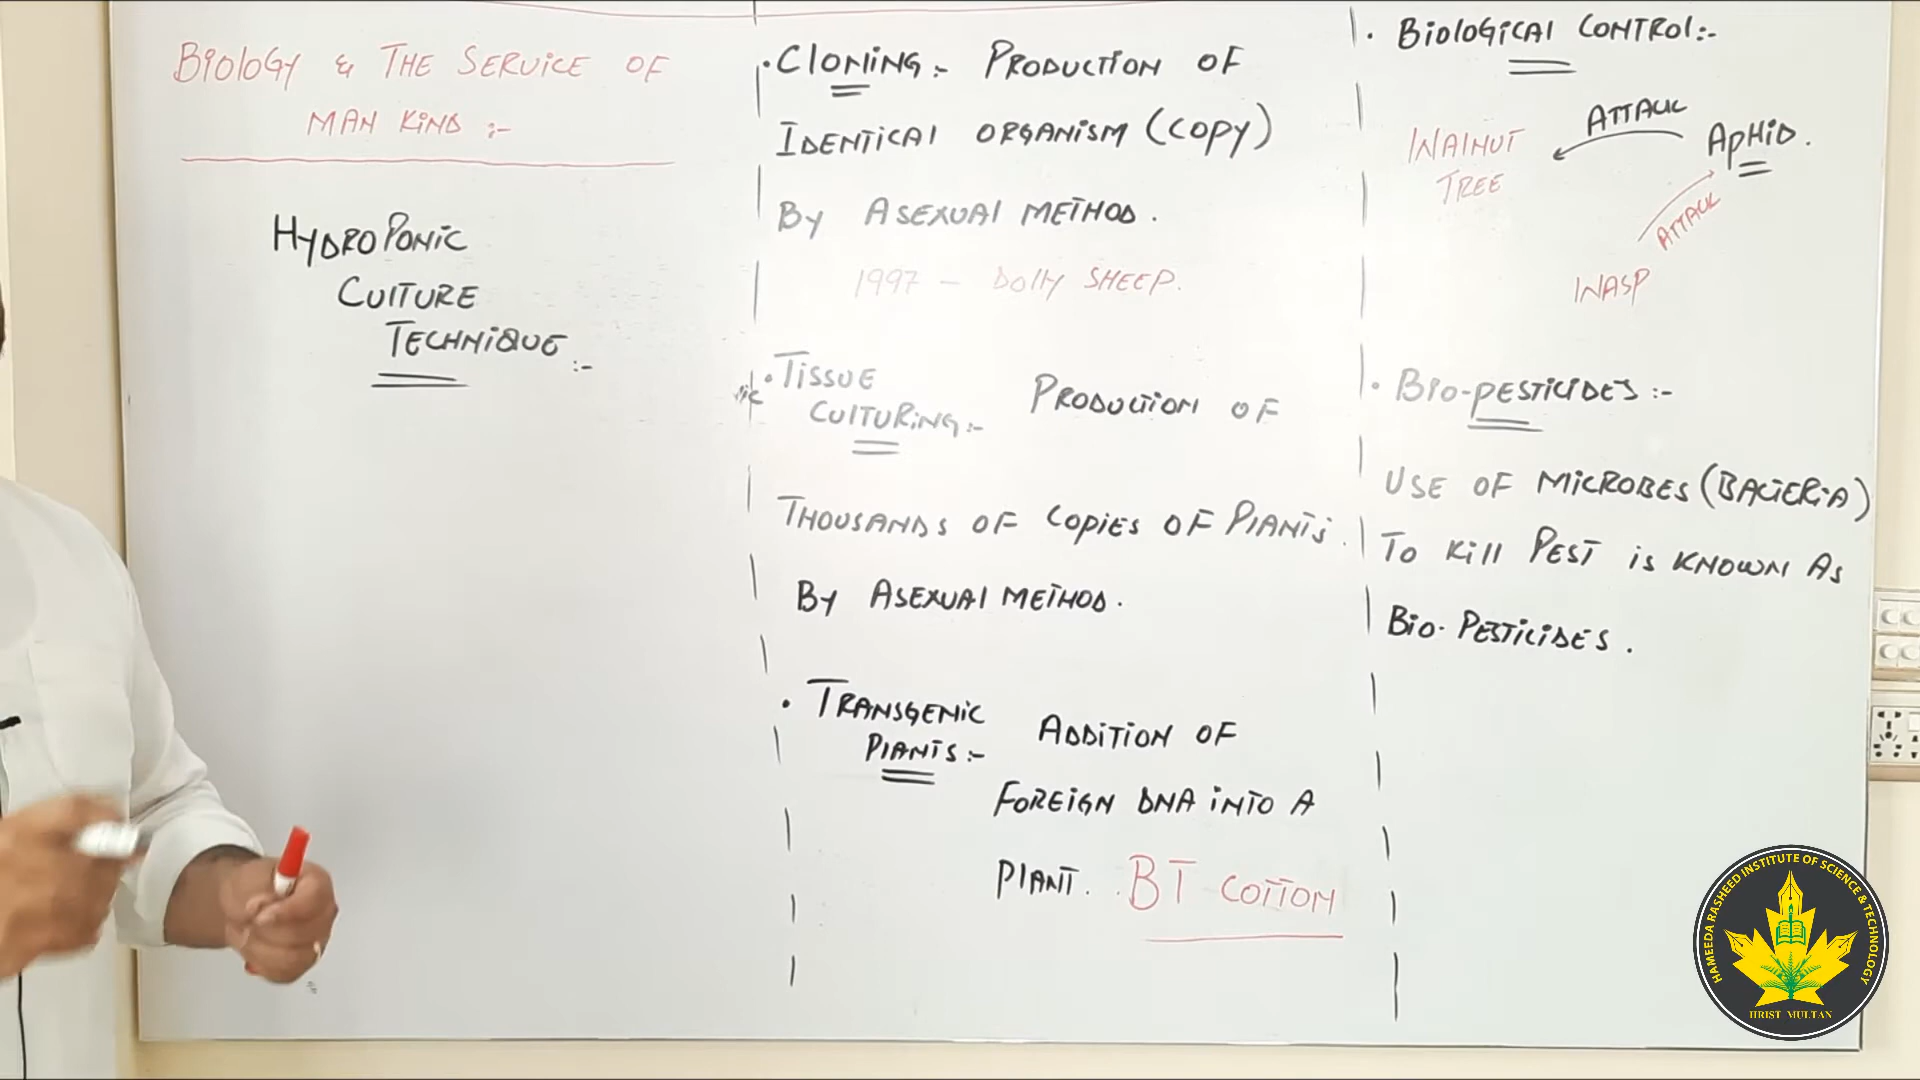 BIOLOGY & THE SERVICE OF
MAN KIND :-
HYDROPONIC
CULTURE
TECHNIQUE :-
• CLONING :- PRODUCTION OF
IDENTICAL ORGANISM (COPY)
BY ASEXUAL METHOD.
1997 - DOLLY SHEEP.
• TISSUE
CULTURING :- PRODUCTION OF
THOUSANDS OF COPIES OF PLANTS.
BY ASEXUAL METHOD.
• TRANSGENIC
PLANTS :- ADDITION OF
FOREIGN DNA INTO A
PLANT. BT COTTON
• BIOLOGICAL CONTROL :-
ATTACK
WALNUT
TREE
APHID.
ATTACK
WASP
• BIO-PESTICIDES :-
USE OF MICROBES (BACTERIA)
TO KILL PEST IS KNOWN AS
BIO-PESTICIDES.
HAMEEDA RASHEED INSTITUTE OF SCIENCE & TECHNOLOGY
HRIST MULTAN